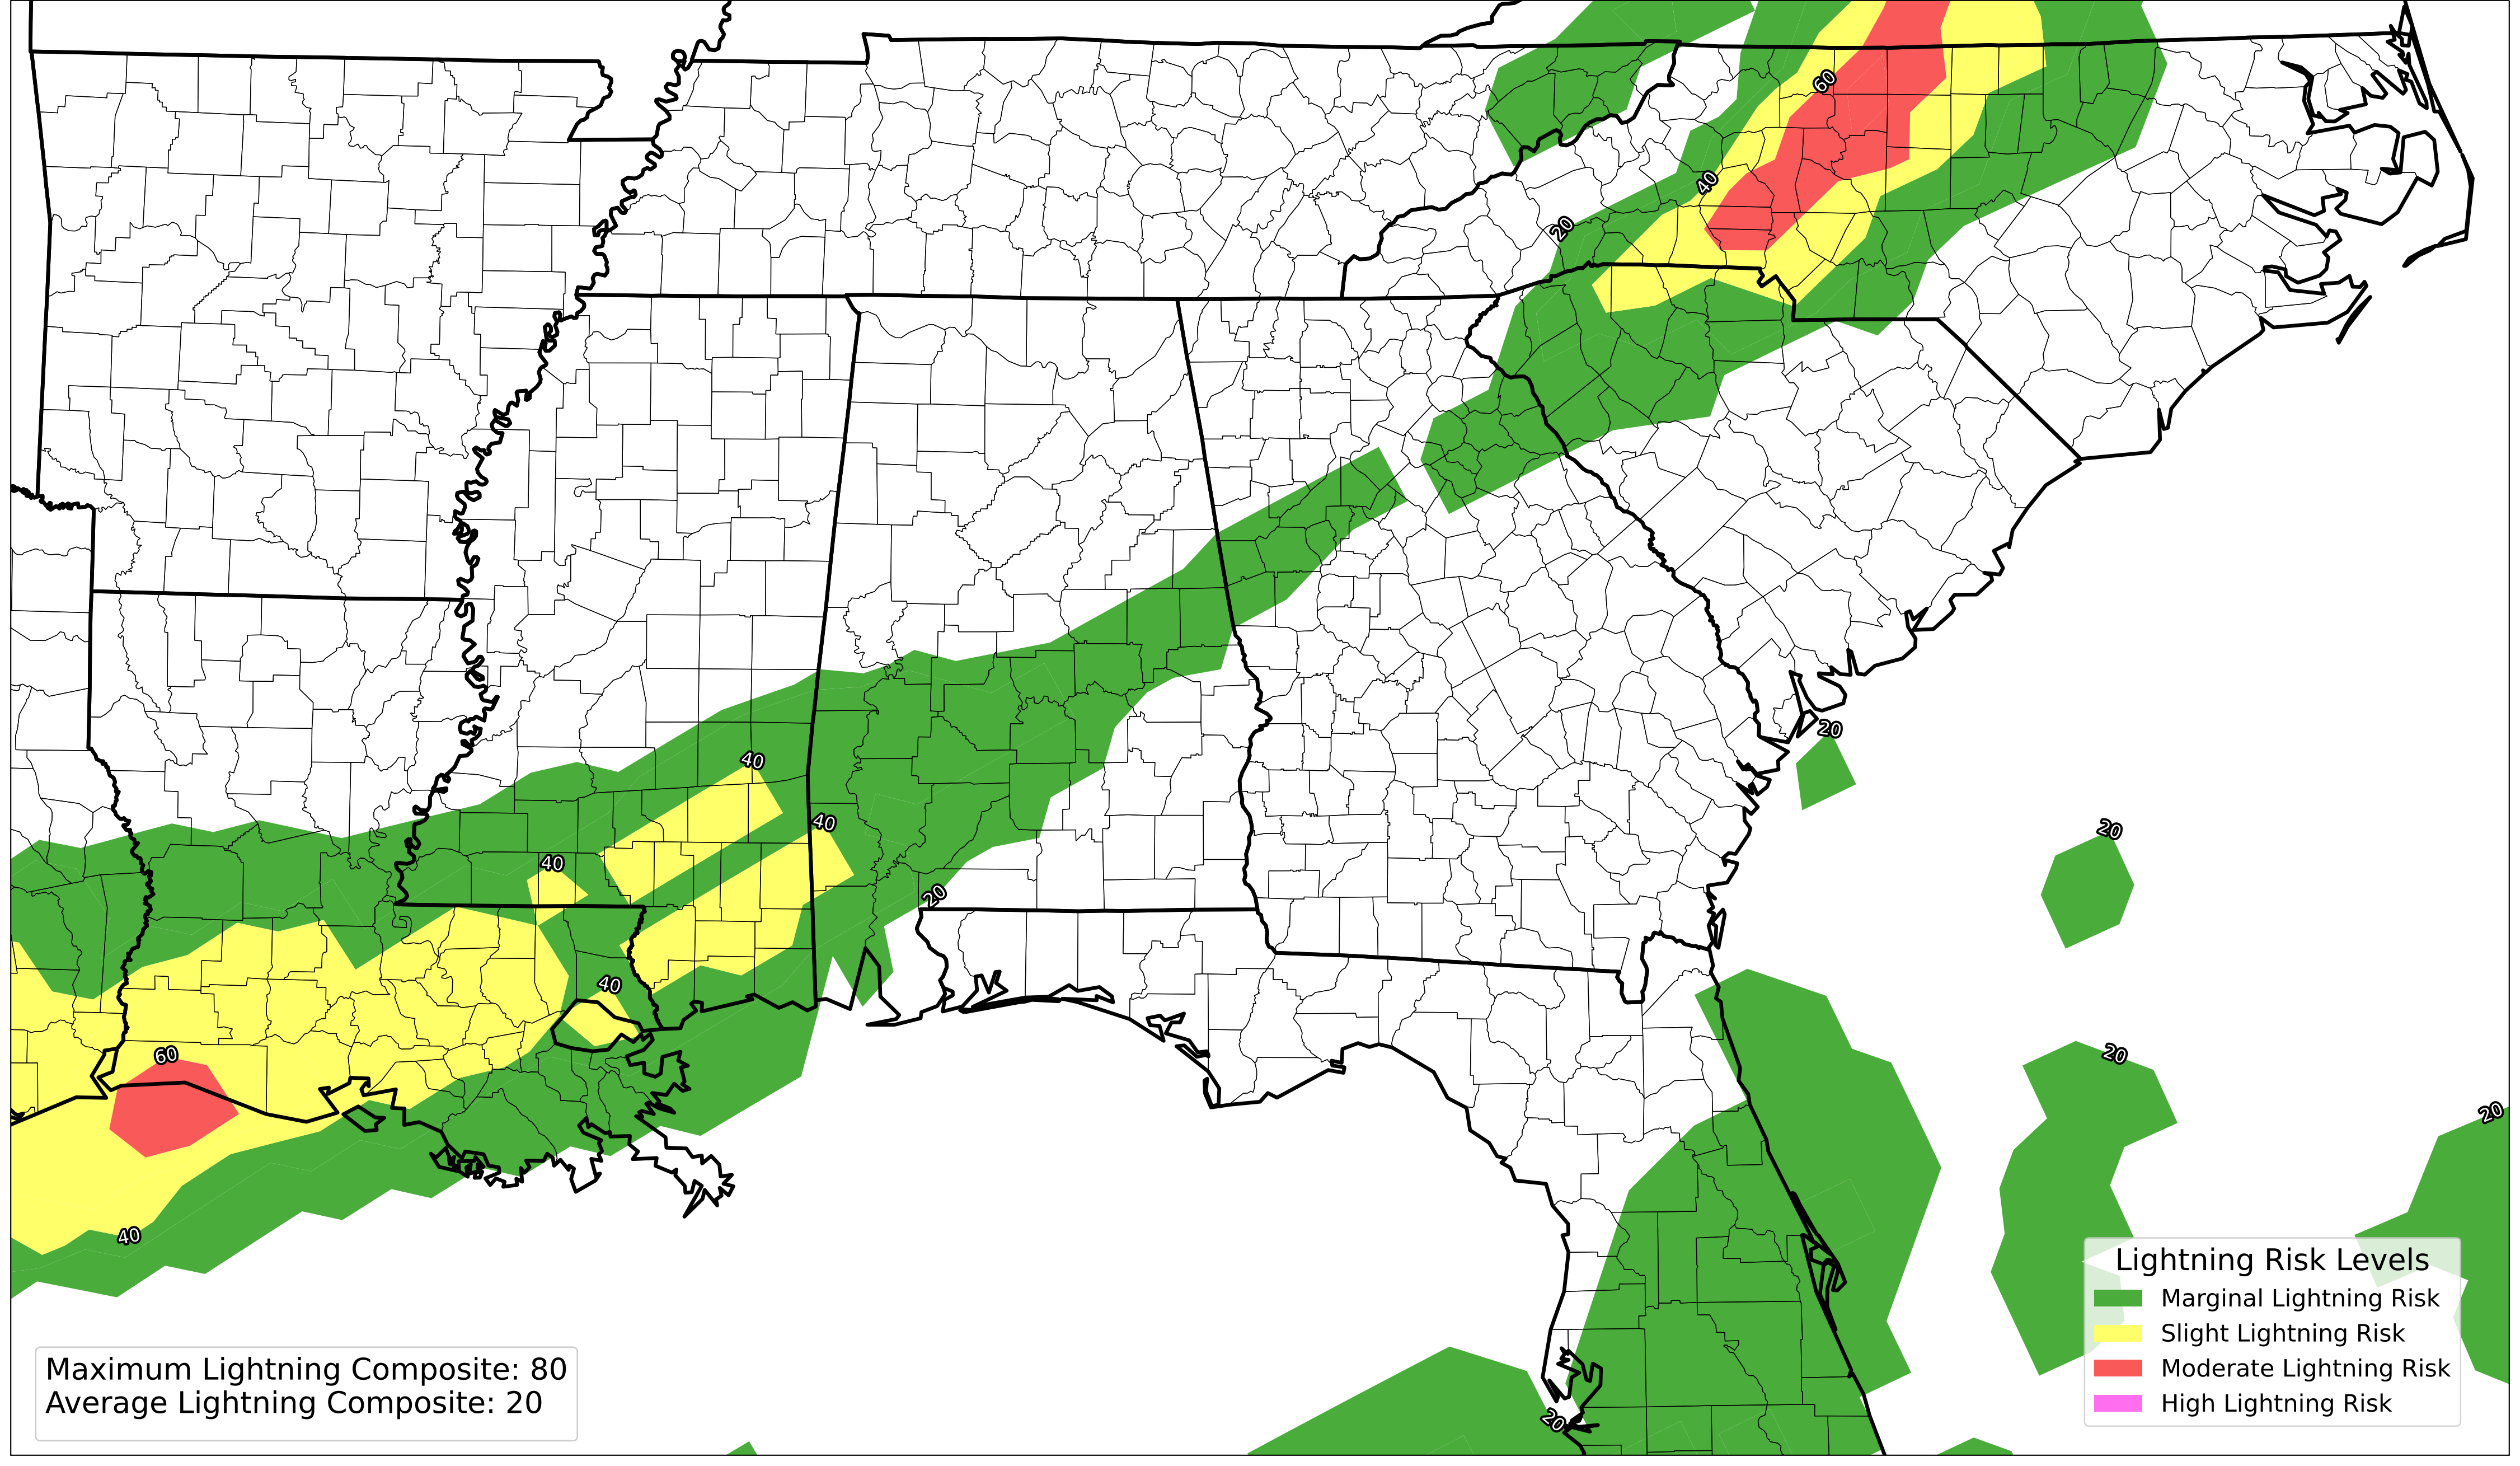 60
40
20
40
40
40
20
20
20
40
20
60
20
40
20
Lightning Risk Levels
Marginal Lightning Risk
Slight Lightning Risk
Moderate Lightning Risk
High Lightning Risk
Maximum Lightning Composite: 80
Average Lightning Composite: 20